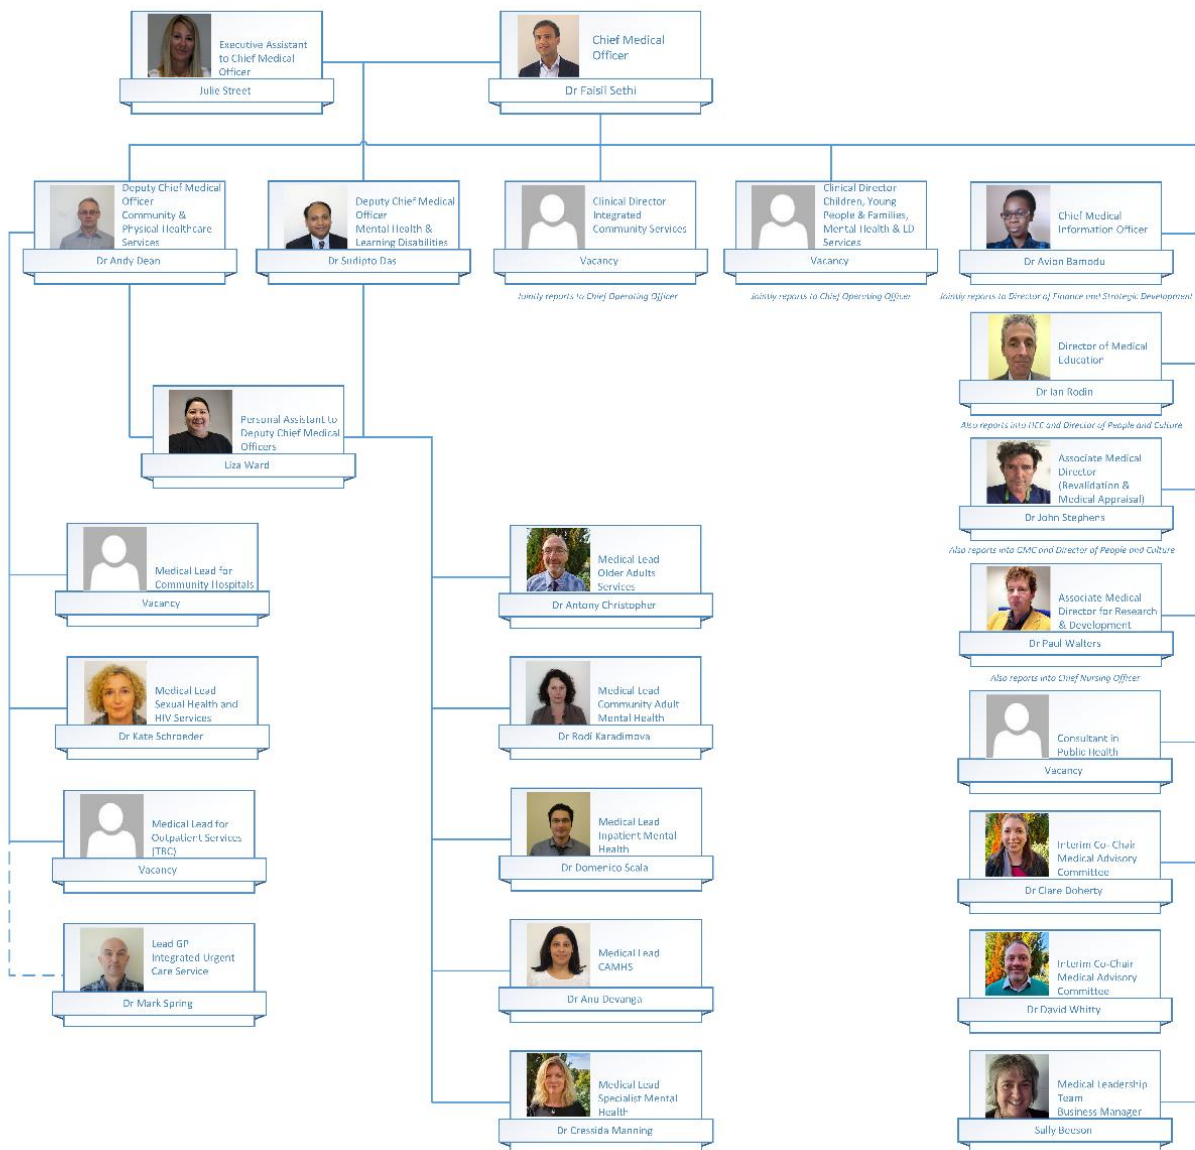 Executive Assistant
to Chief Medical
Officer
Julie Street
Chief Medical
Officer
Dr Faisil Sethi
Deputy Chief Medical
Officer
Community &
Physical Healthcare
Services
Dr Andy Dean
Deputy Chief Medical
Officer
Mental Health &
Learning Disabilities
Dr Sudipto Das
Clinical Director
Integrated
Community Services
Vacancy
Jointly reports to Chief Operating Officer
Clinical Director
Children, Young
People & Families,
Mental Health & LD
Services
Vacancy
Jointly reports to Chief Operating Officer
Chief Medical
Information Officer
Dr Avion Bamodu
Jointly reports to Director of Finance and Strategic Development
Director of Medical
Education
Dr Ian Rodin
Also reports into HEE and Director of People and Culture
Personal Assistant to
Deputy Chief Medical
Officers
Liza Ward
Associate Medical
Director
(Revalidation &
Medical Appraisal)
Dr John Stephens
Also reports into GMC and Director of People and Culture
Medical Lead for
Community Hospitals
Vacancy
Medical Lead
Older Adults
Services
Dr Antony Christopher
Associate Medical
Director for Research
& Development
Dr Paul Walters
Also reports into Chief Nursing Officer
Medical Lead
Sexual Health and
HIV Services
Dr Kate Schroeder
Medical Lead
Community Adult
Mental Health
Dr Rodi Karadimova
Consultant in
Public Health
Vacancy
Medical Lead for
Outpatient Services
(TBC)
Vacancy
Medical Lead
Inpatient Mental
Health
Dr Domenico Scala
Interim Co- Chair
Medical Advisory
Committee
Dr Clare Doherty
Lead GP
Integrated Urgent
Care Service
Dr Mark Spring
Medical Lead
CAMHS
Dr Anu Devanga
Interim Co-Chair
Medical Advisory
Committee
Dr David Whitty
Medical Lead
Specialist Mental
Health
Dr Cressida Manning
Medical Leadership
Team
Business Manager
Sally Beeson